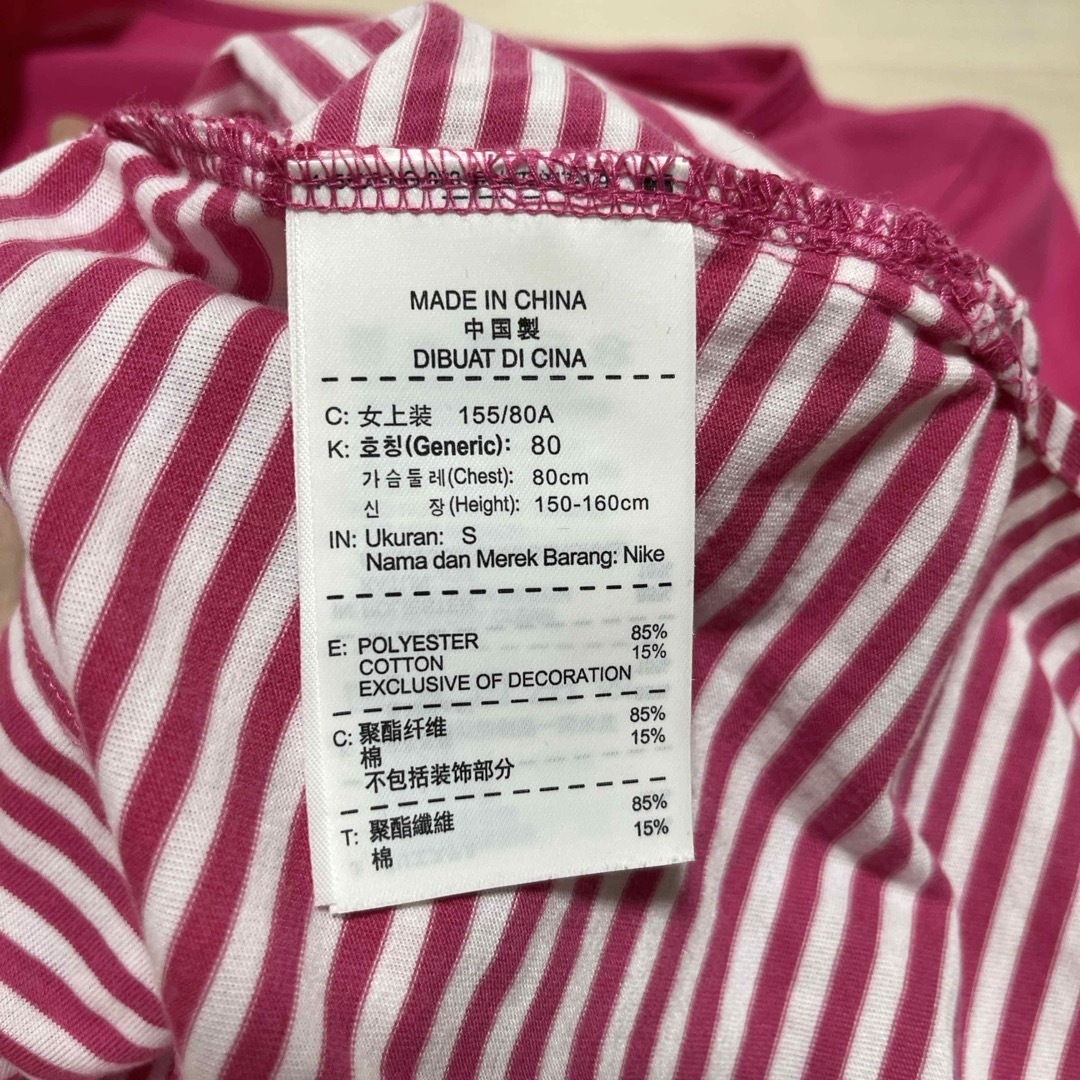 MADE IN CHINA
中国製
DIBUAT DI CINA
C: 女上装 155/80A
K: 호칭(Generic): 80
가슴둘레(Chest): 80cm
신 장(Height): 150-160cm
IN: Ukuran: S
Nama dan Merek Barang: Nike
E: POLYESTER 85%
COTTON 15%
EXCLUSIVE OF DECORATION
C: 聚酯纤维 85%
棉 15%
不包括装饰部分
T: 聚酯纖維 85%
棉 15%